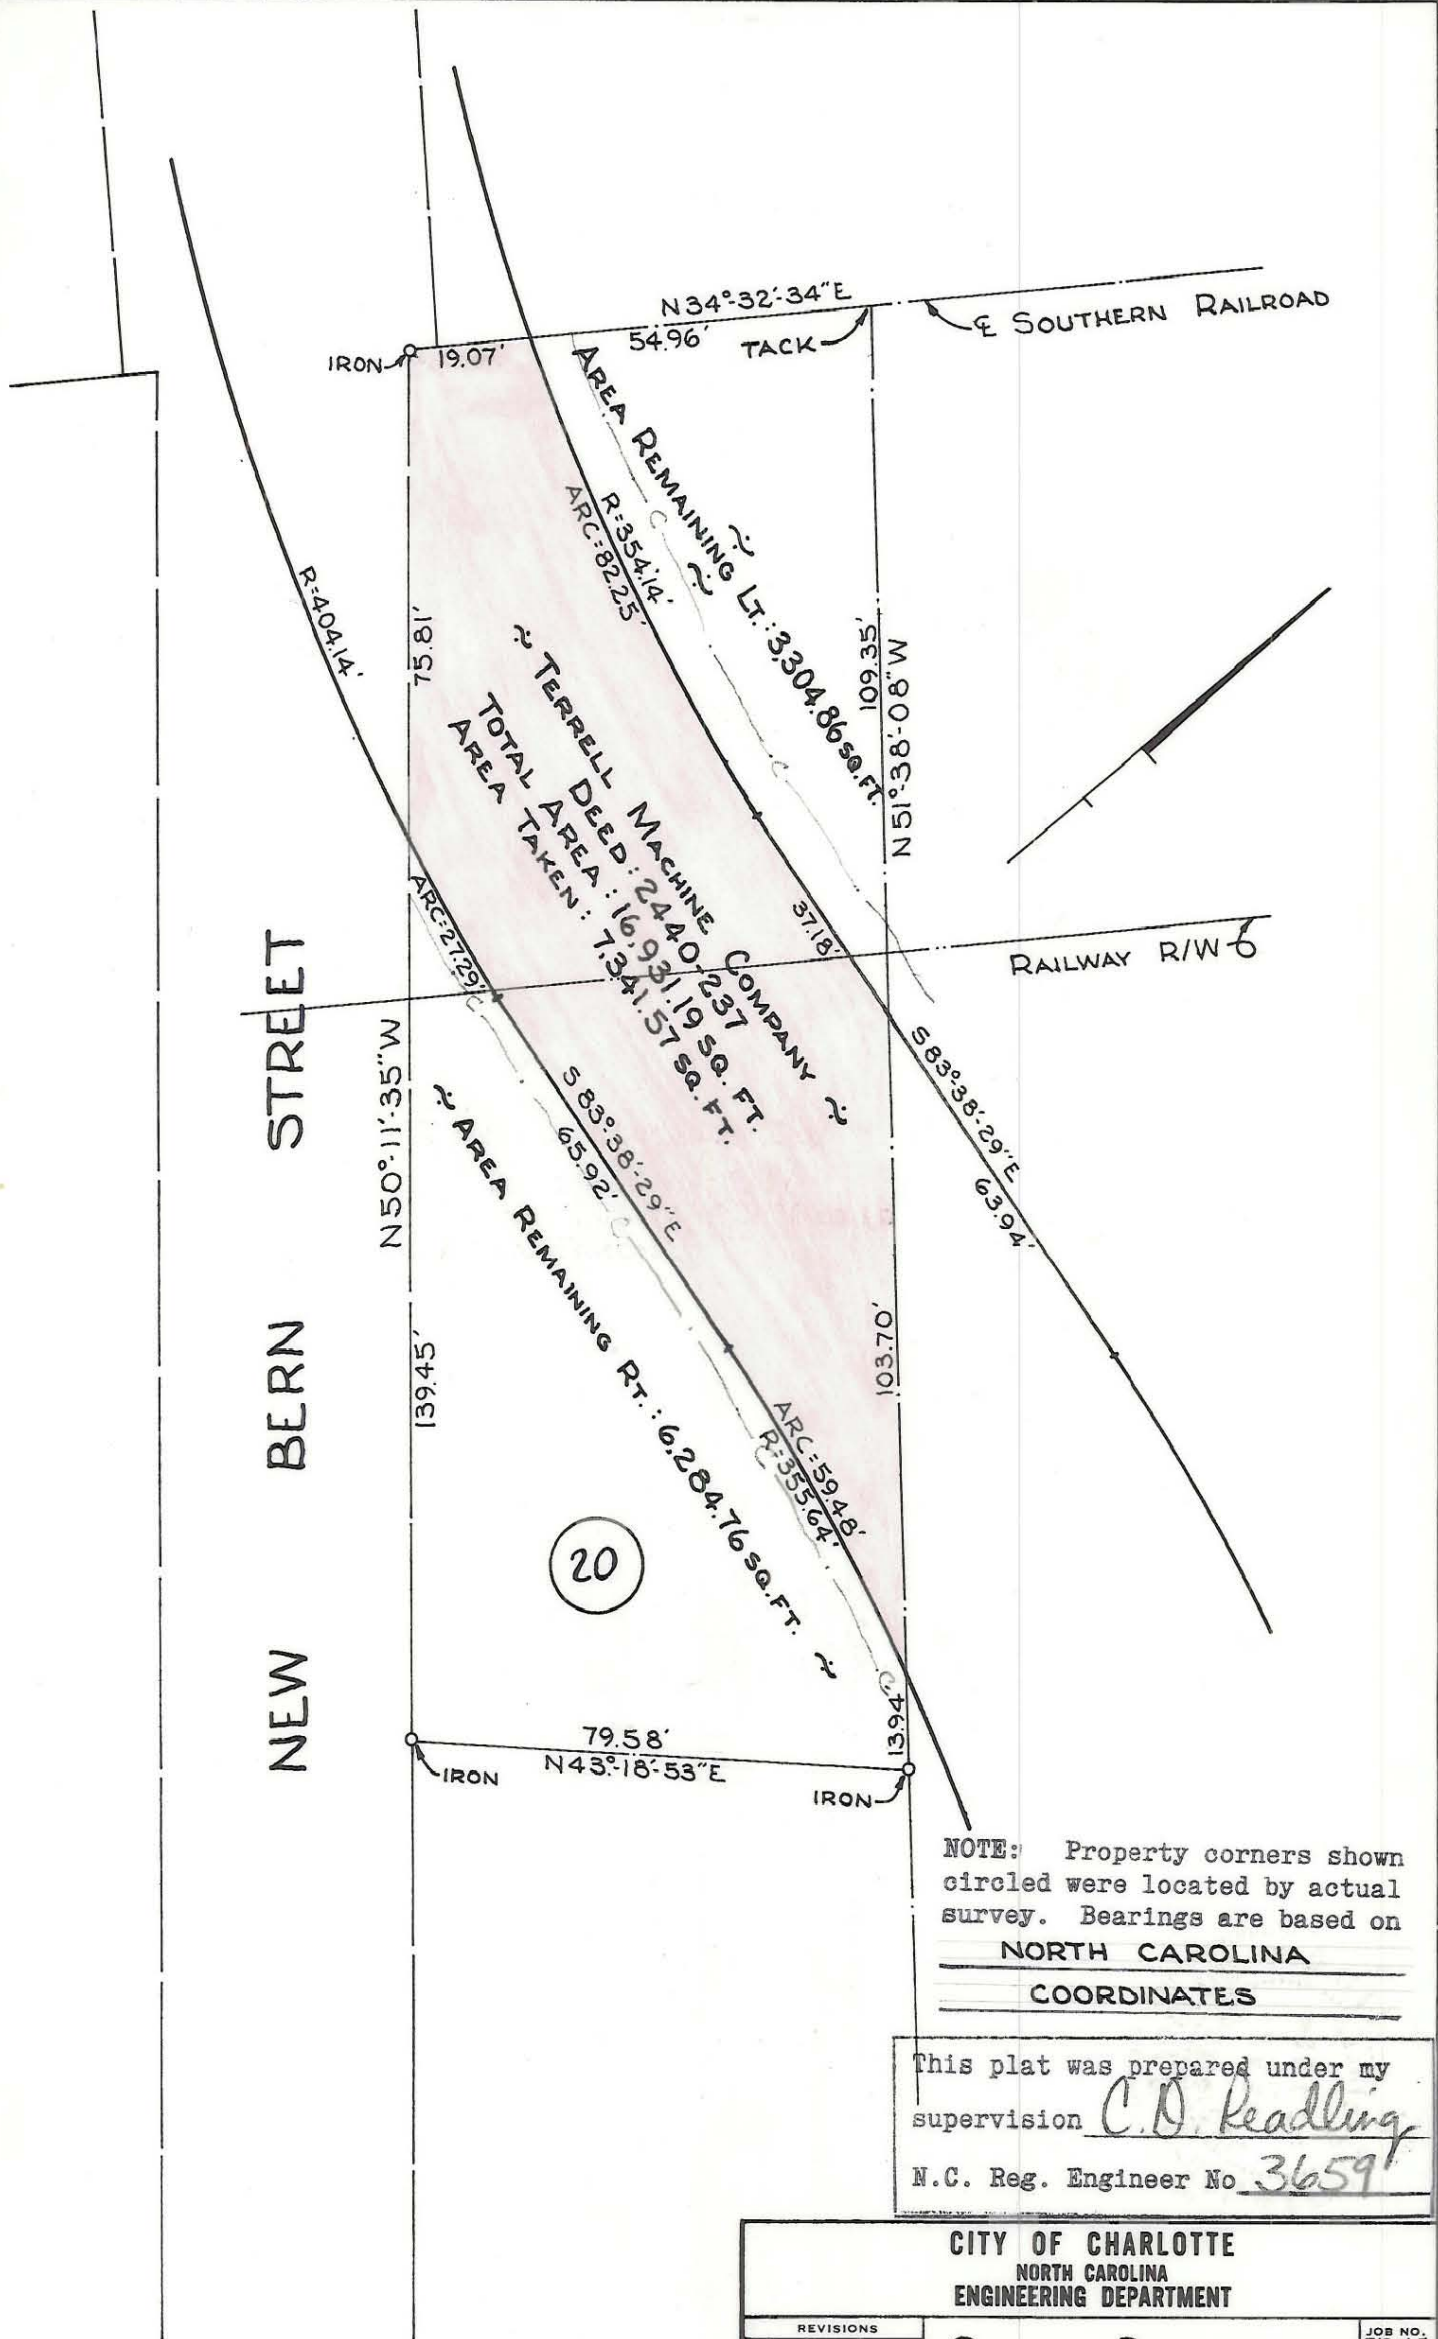 N34°-32'-34"E
54.96'
TACK
℄ SOUTHERN RAILROAD
IRON
19.07'
AREA REMAINING LT.: 3,304.86 SQ. FT.
R=354.14'
ARC=82.25'
R=404.14'
75.81'
109.35'
N51°-38'-08"W
~ TERRELL MACHINE COMPANY ~
DEED: 2440-237
TOTAL AREA: 16,931.19 SQ. FT.
AREA TAKEN: 7,341.57 SQ. FT.
37.18'
RAILWAY R/W
ARC=27.29'
N50°-11'-35"W
S83°-38'-29"E
65.92'
S83°-38'-29"E
63.94'
~ AREA REMAINING RT.: 6,284.76 SQ. FT. ~
139.45'
103.70'
ARC=59.48'
R=355.64'
20
NEW BERN STREET
13.94'
79.58'
N43°-18'-53"E
IRON
IRON
NOTE: Property corners shown
circled were located by actual
survey. Bearings are based on
NORTH CAROLINA
COORDINATES
This plat was prepared under my
supervision C.D. Readling
N.C. Reg. Engineer No 3659
CITY OF CHARLOTTE
NORTH CAROLINA
ENGINEERING DEPARTMENT
REVISIONS
JOB NO.